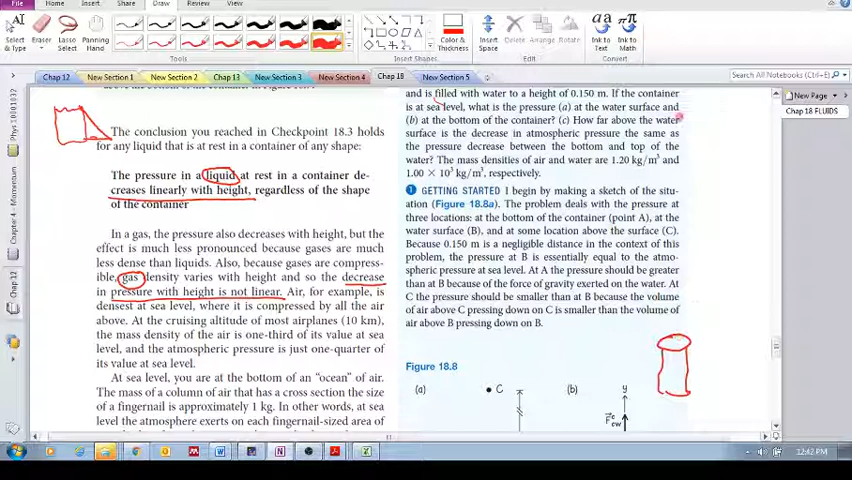 File
Home
Insert
Share
Draw
Review
View
Select & Type
Eraser
Lasso Select
Panning Hand
Tools
Shapes
Color & Thickness
Insert Space
Delete
Arrange
Rotate
Edit
Ink to Text
Ink to Math
Convert
Chap 12
New Section 1
New Section 2
Chap 13
New Section 3
New Section 4
Chap 18
New Section 5
Search All Notebooks (Ctrl+E)
New Page
Chap 18 FLUIDS
Phys 1030/1032
Chapter 4 - Momentum
Chap 12
The conclusion you reached in Checkpoint 18.3 holds
for any liquid that is at rest in a container of any shape:
The pressure in a liquid at rest in a container de-
creases linearly with height, regardless of the shape
of the container
In a gas, the pressure also decreases with height, but the
effect is much less pronounced because gases are much
less dense than liquids. Also, because gases are compress-
ible, gas density varies with height and so the decrease
in pressure with height is not linear. Air, for example, is
densest at sea level, where it is compressed by all the air
above. At the cruising altitude of most airplanes (10 km),
the mass density of the air is one-third of its value at sea
level, and the atmospheric pressure is just one-quarter of
its value at sea level.
At sea level, you are at the bottom of an “ocean” of air.
The mass of a column of air that has a cross section the size
of a fingernail is approximately 1 kg. In other words, at sea
level the atmosphere exerts on each fingernail-sized area of
and is filled with water to a height of 0.150 m. If the container
is at sea level, what is the pressure (a) at the water surface and
(b) at the bottom of the container? (c) How far above the water
surface is the decrease in atmospheric pressure the same as
the pressure decrease between the bottom and top of the
water? The mass densities of air and water are 1.20 kg/m³ and
1.00 × 10³ kg/m³, respectively.
1 GETTING STARTED I begin by making a sketch of the situ-
ation (Figure 18.8a). The problem deals with the pressure at
three locations: at the bottom of the container (point A), at the
water surface (B), and at some location above the surface (C).
Because 0.150 m is a negligible distance in the context of this
problem, the pressure at B is essentially equal to the atmo-
spheric pressure at sea level. At A the pressure should be greater
than at B because of the force of gravity exerted on the water. At
C the pressure should be smaller than at B because the volume
of air above C pressing down on C is smaller than the volume of
air above B pressing down on B.
Figure 18.8
(a)
C
(b)
y
12:42 PM